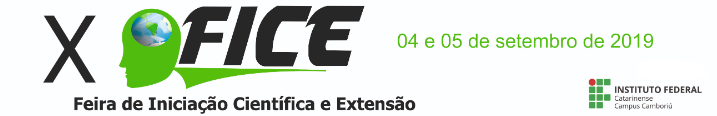 X FICE
04 e 05 de setembro de 2019
Feira de Iniciação Científica e Extensão
INSTITUTO FEDERAL
Catarinense
Campus Camboriú